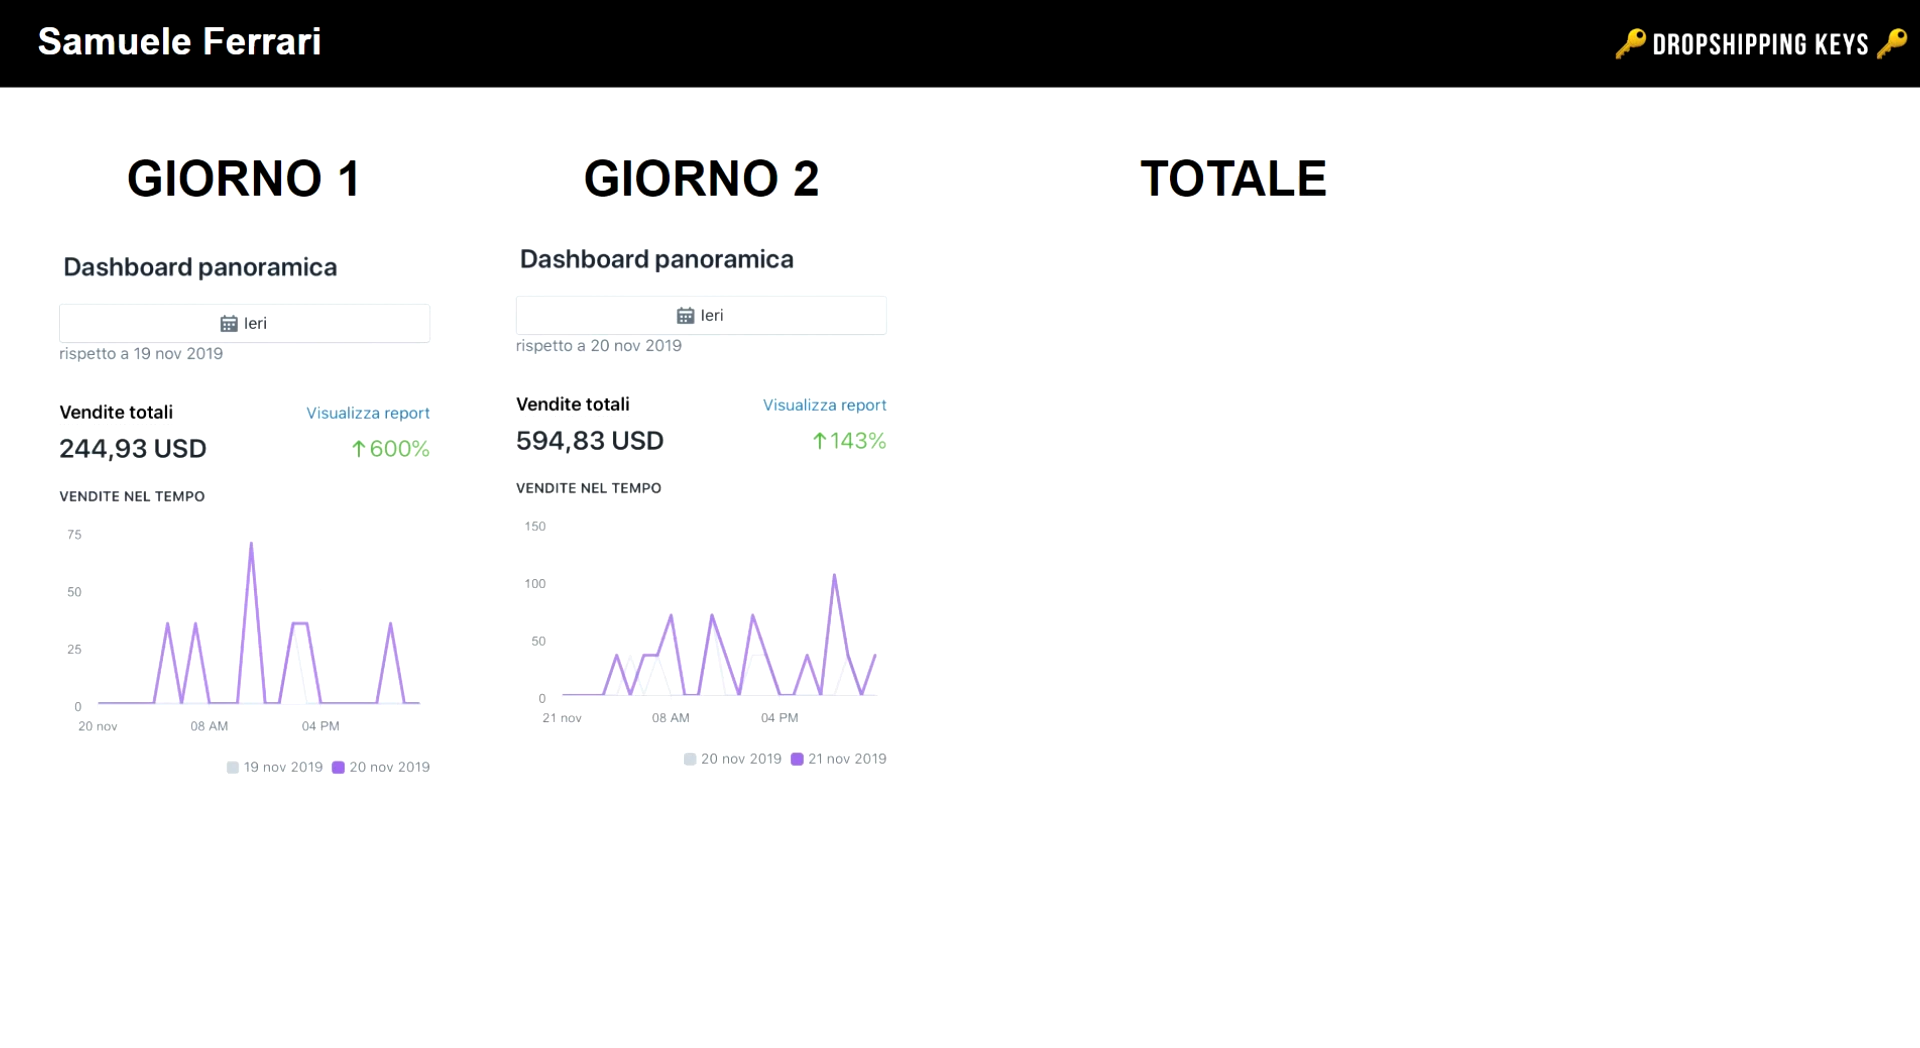 Samuele Ferrari
🔑 DROPSHIPPING KEYS 🔑
GIORNO 1
Dashboard panoramica
Ieri
rispetto a 19 nov 2019
Vendite totali
Visualizza report
244,93 USD
↑600%
VENDITE NEL TEMPO
75
50
25
0
20 nov
08 AM
04 PM
19 nov 2019
20 nov 2019
GIORNO 2
Dashboard panoramica
Ieri
rispetto a 20 nov 2019
Vendite totali
Visualizza report
594,83 USD
↑143%
VENDITE NEL TEMPO
150
100
50
0
21 nov
08 AM
04 PM
20 nov 2019
21 nov 2019
TOTALE